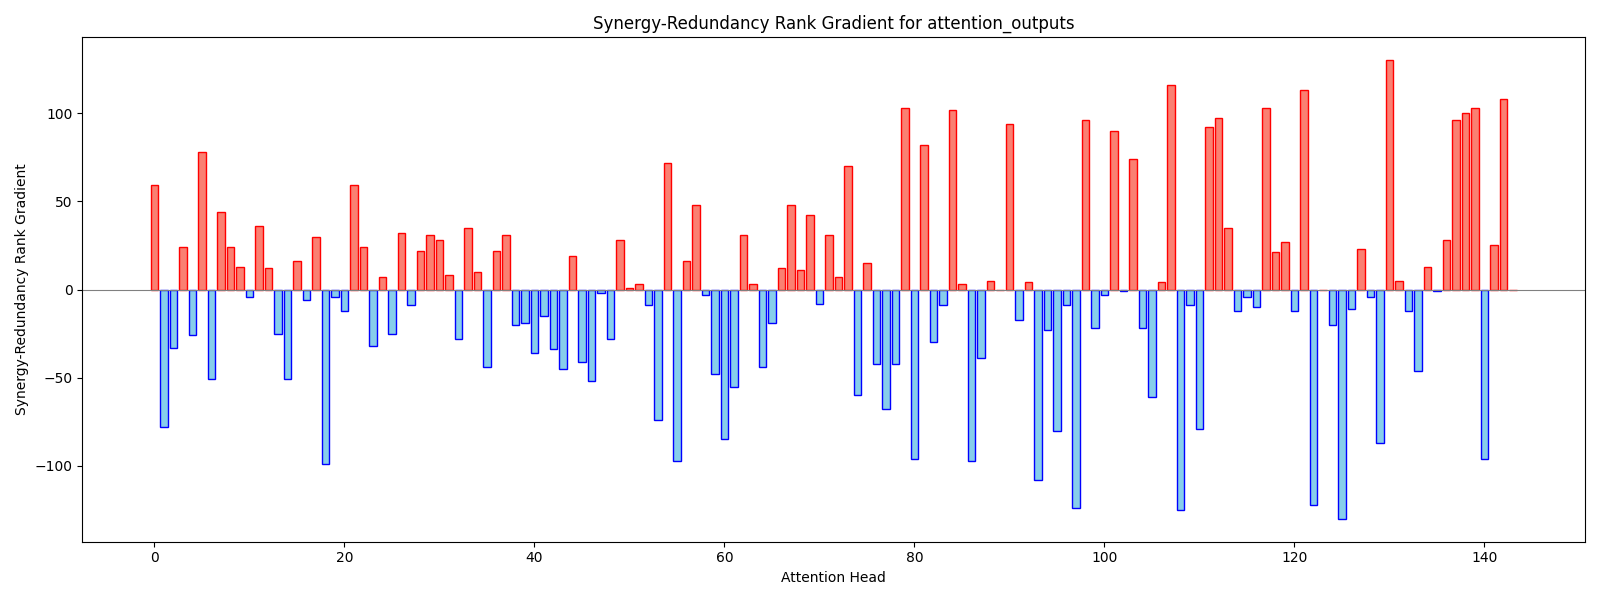 Synergy-Redundancy Rank Gradient for attention_outputs
Synergy-Redundancy Rank Gradient
100
50
0
−50
−100
0 20 40 60 80 100 120 140
Attention Head